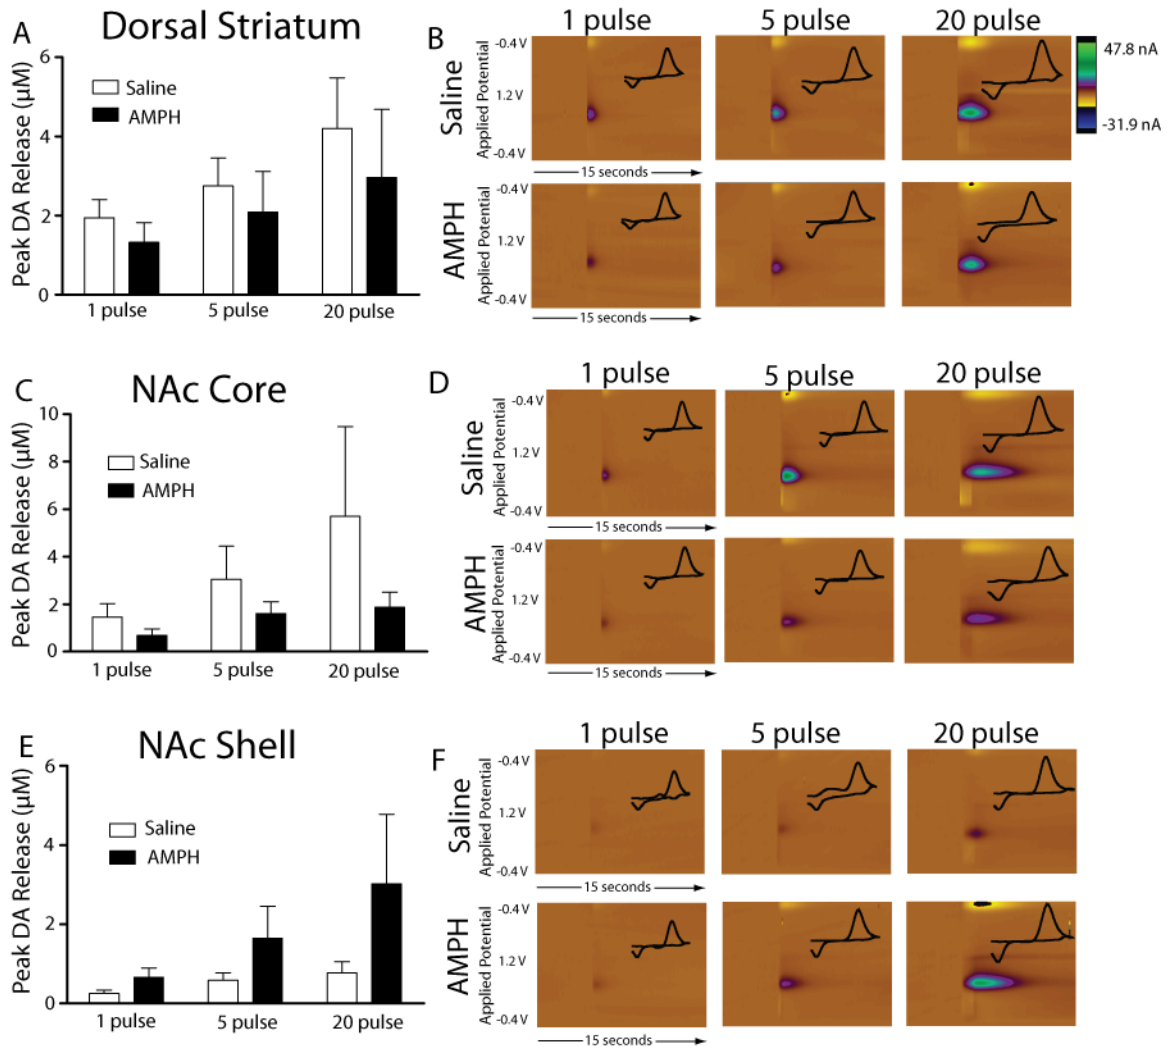 A
Dorsal Striatum
Peak DA Release (µM)
6
4
2
0
Saline
AMPH
1 pulse
5 pulse
20 pulse
B
1 pulse
5 pulse
20 pulse
Saline
Applied Potential
-0.4 V
1.2 V
-0.4 V
15 seconds
47.8 nA
-31.9 nA
AMPH
Applied Potential
-0.4 V
1.2 V
-0.4 V
15 seconds
C
NAc Core
Peak DA Release (µM)
10
8
6
4
2
0
Saline
AMPH
1 pulse
5 pulse
20 pulse
D
1 pulse
5 pulse
20 pulse
Saline
Applied Potential
-0.4 V
1.2 V
-0.4 V
15 seconds
AMPH
Applied Potential
-0.4 V
1.2 V
-0.4 V
15 seconds
E
NAc Shell
Peak DA Release (µM)
6
4
2
0
Saline
AMPH
1 pulse
5 pulse
20 pulse
F
1 pulse
5 pulse
20 pulse
Saline
Applied Potential
-0.4 V
1.2 V
-0.4 V
15 seconds
AMPH
Applied Potential
-0.4 V
1.2 V
-0.4 V
15 seconds